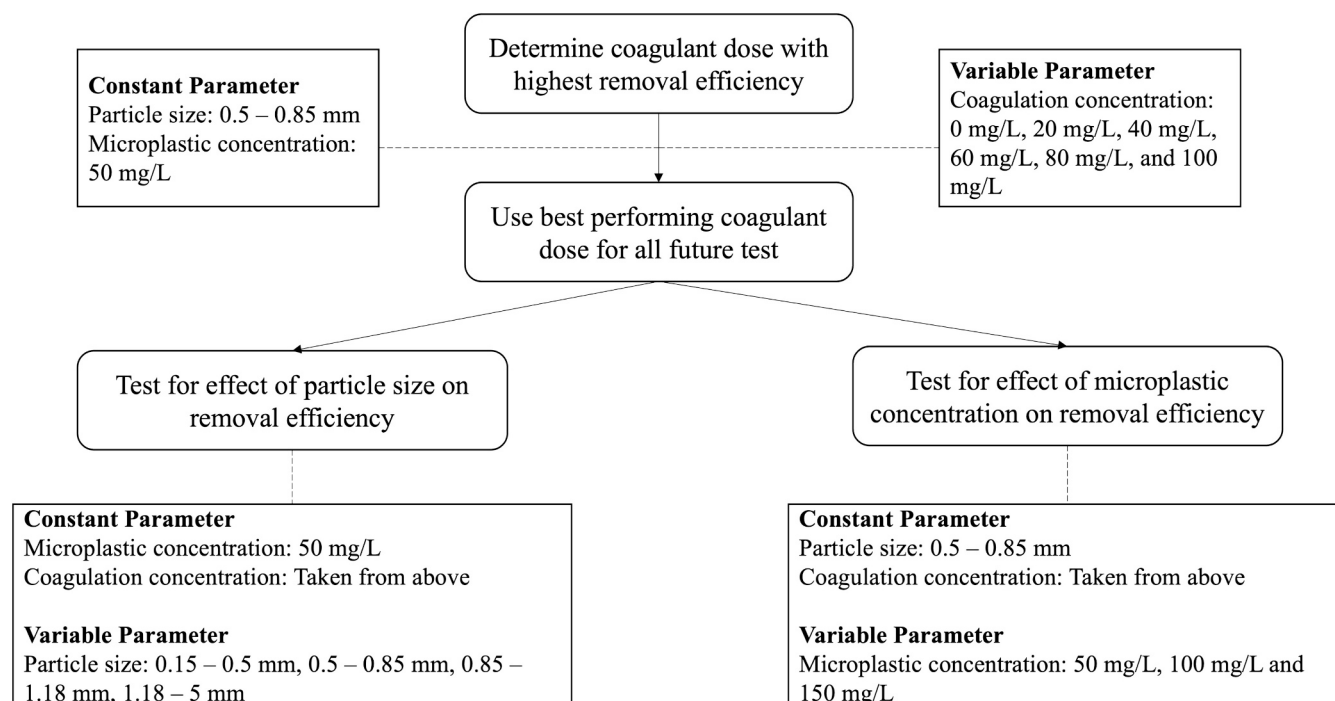 Determine coagulant dose with
highest removal efficiency
Constant Parameter
Particle size: 0.5 – 0.85 mm
Microplastic concentration:
50 mg/L
Variable Parameter
Coagulation concentration:
0 mg/L, 20 mg/L, 40 mg/L,
60 mg/L, 80 mg/L, and 100
mg/L
Use best performing coagulant
dose for all future test
Test for effect of particle size on
removal efficiency
Test for effect of microplastic
concentration on removal efficiency
Constant Parameter
Microplastic concentration: 50 mg/L
Coagulation concentration: Taken from above
Variable Parameter
Particle size: 0.15 – 0.5 mm, 0.5 – 0.85 mm, 0.85 –
1.18 mm, 1.18 – 5 mm
Constant Parameter
Particle size: 0.5 – 0.85 mm
Coagulation concentration: Taken from above
Variable Parameter
Microplastic concentration: 50 mg/L, 100 mg/L and
150 mg/L